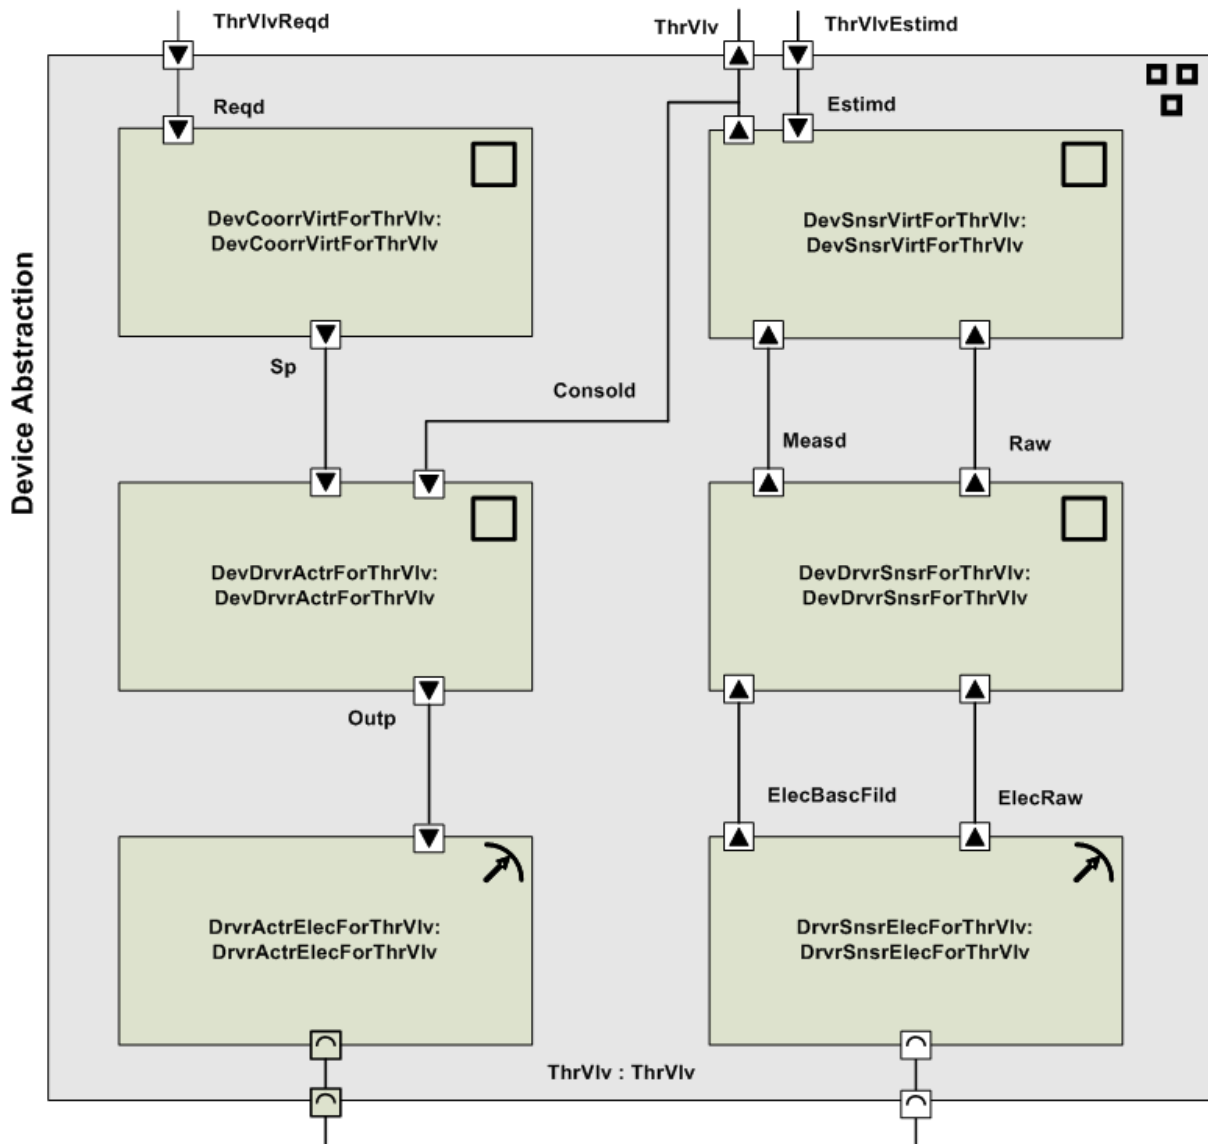 ThrVlvReqd
ThrVlv
ThrVlvEstimd
Reqd
Estimd
DevCoorrVirtForThrVlv:
DevCoorrVirtForThrVlv
DevSnsrVirtForThrVlv:
DevSnsrVirtForThrVlv
Device Abstraction
Sp
Consold
Measd
Raw
DevDrvrActrForThrVlv:
DevDrvrActrForThrVlv
DevDrvrSnsrForThrVlv:
DevDrvrSnsrForThrVlv
Outp
ElecBascFild
ElecRaw
DrvrActrElecForThrVlv:
DrvrActrElecForThrVlv
DrvrSnsrElecForThrVlv:
DrvrSnsrElecForThrVlv
ThrVlv : ThrVlv